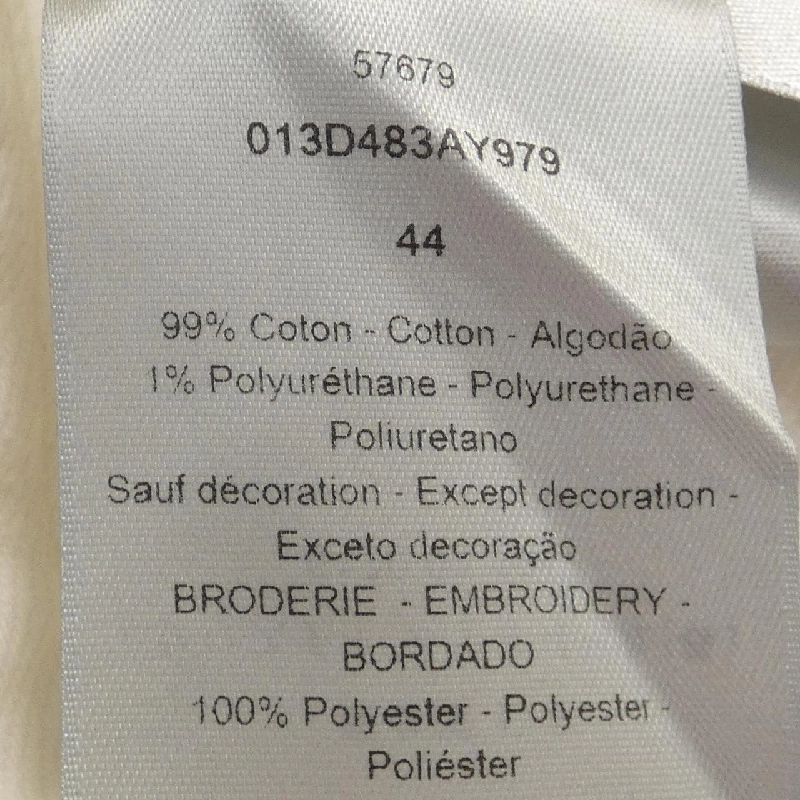 57679
013D483AY979
44
99% Coton - Cotton - Algodão
1% Polyuréthane - Polyurethane -
Poliuretano
Sauf décoration - Except decoration -
Exceto decoração
BRODERIE - EMBROIDERY -
BORDADO
100% Polyester - Polyester -
Poliéster